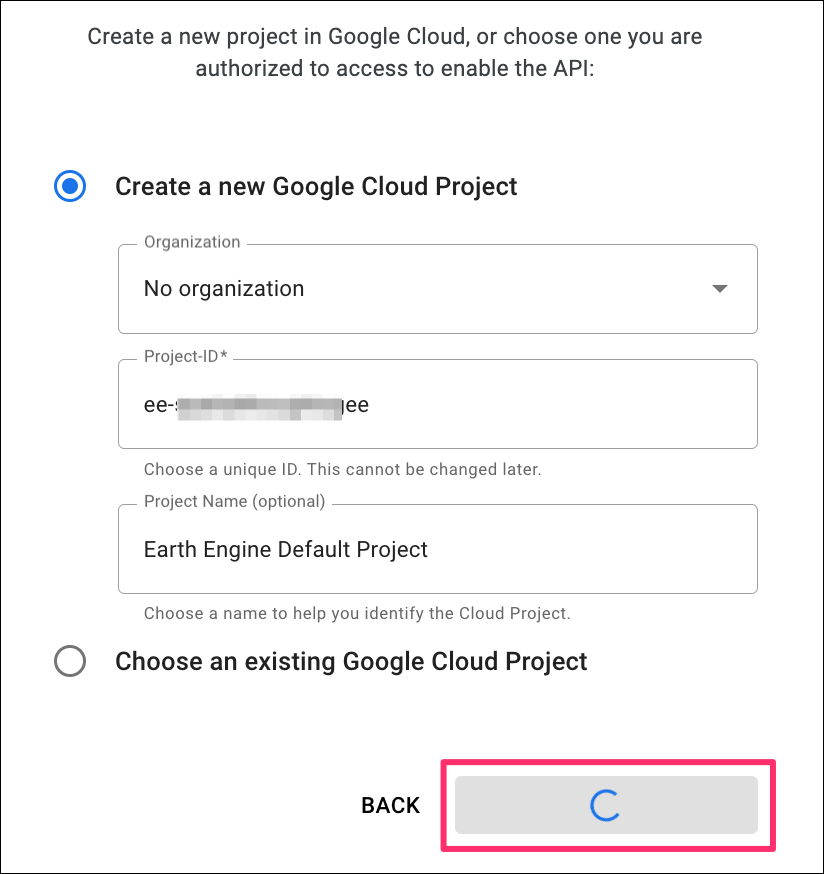 Create a new project in Google Cloud, or choose one you are
authorized to access to enable the API:
Create a new Google Cloud Project
Organization
No organization
Project-ID*
Choose a unique ID. This cannot be changed later.
Project Name (optional)
Earth Engine Default Project
Choose a name to help you identify the Cloud Project.
Choose an existing Google Cloud Project
BACK